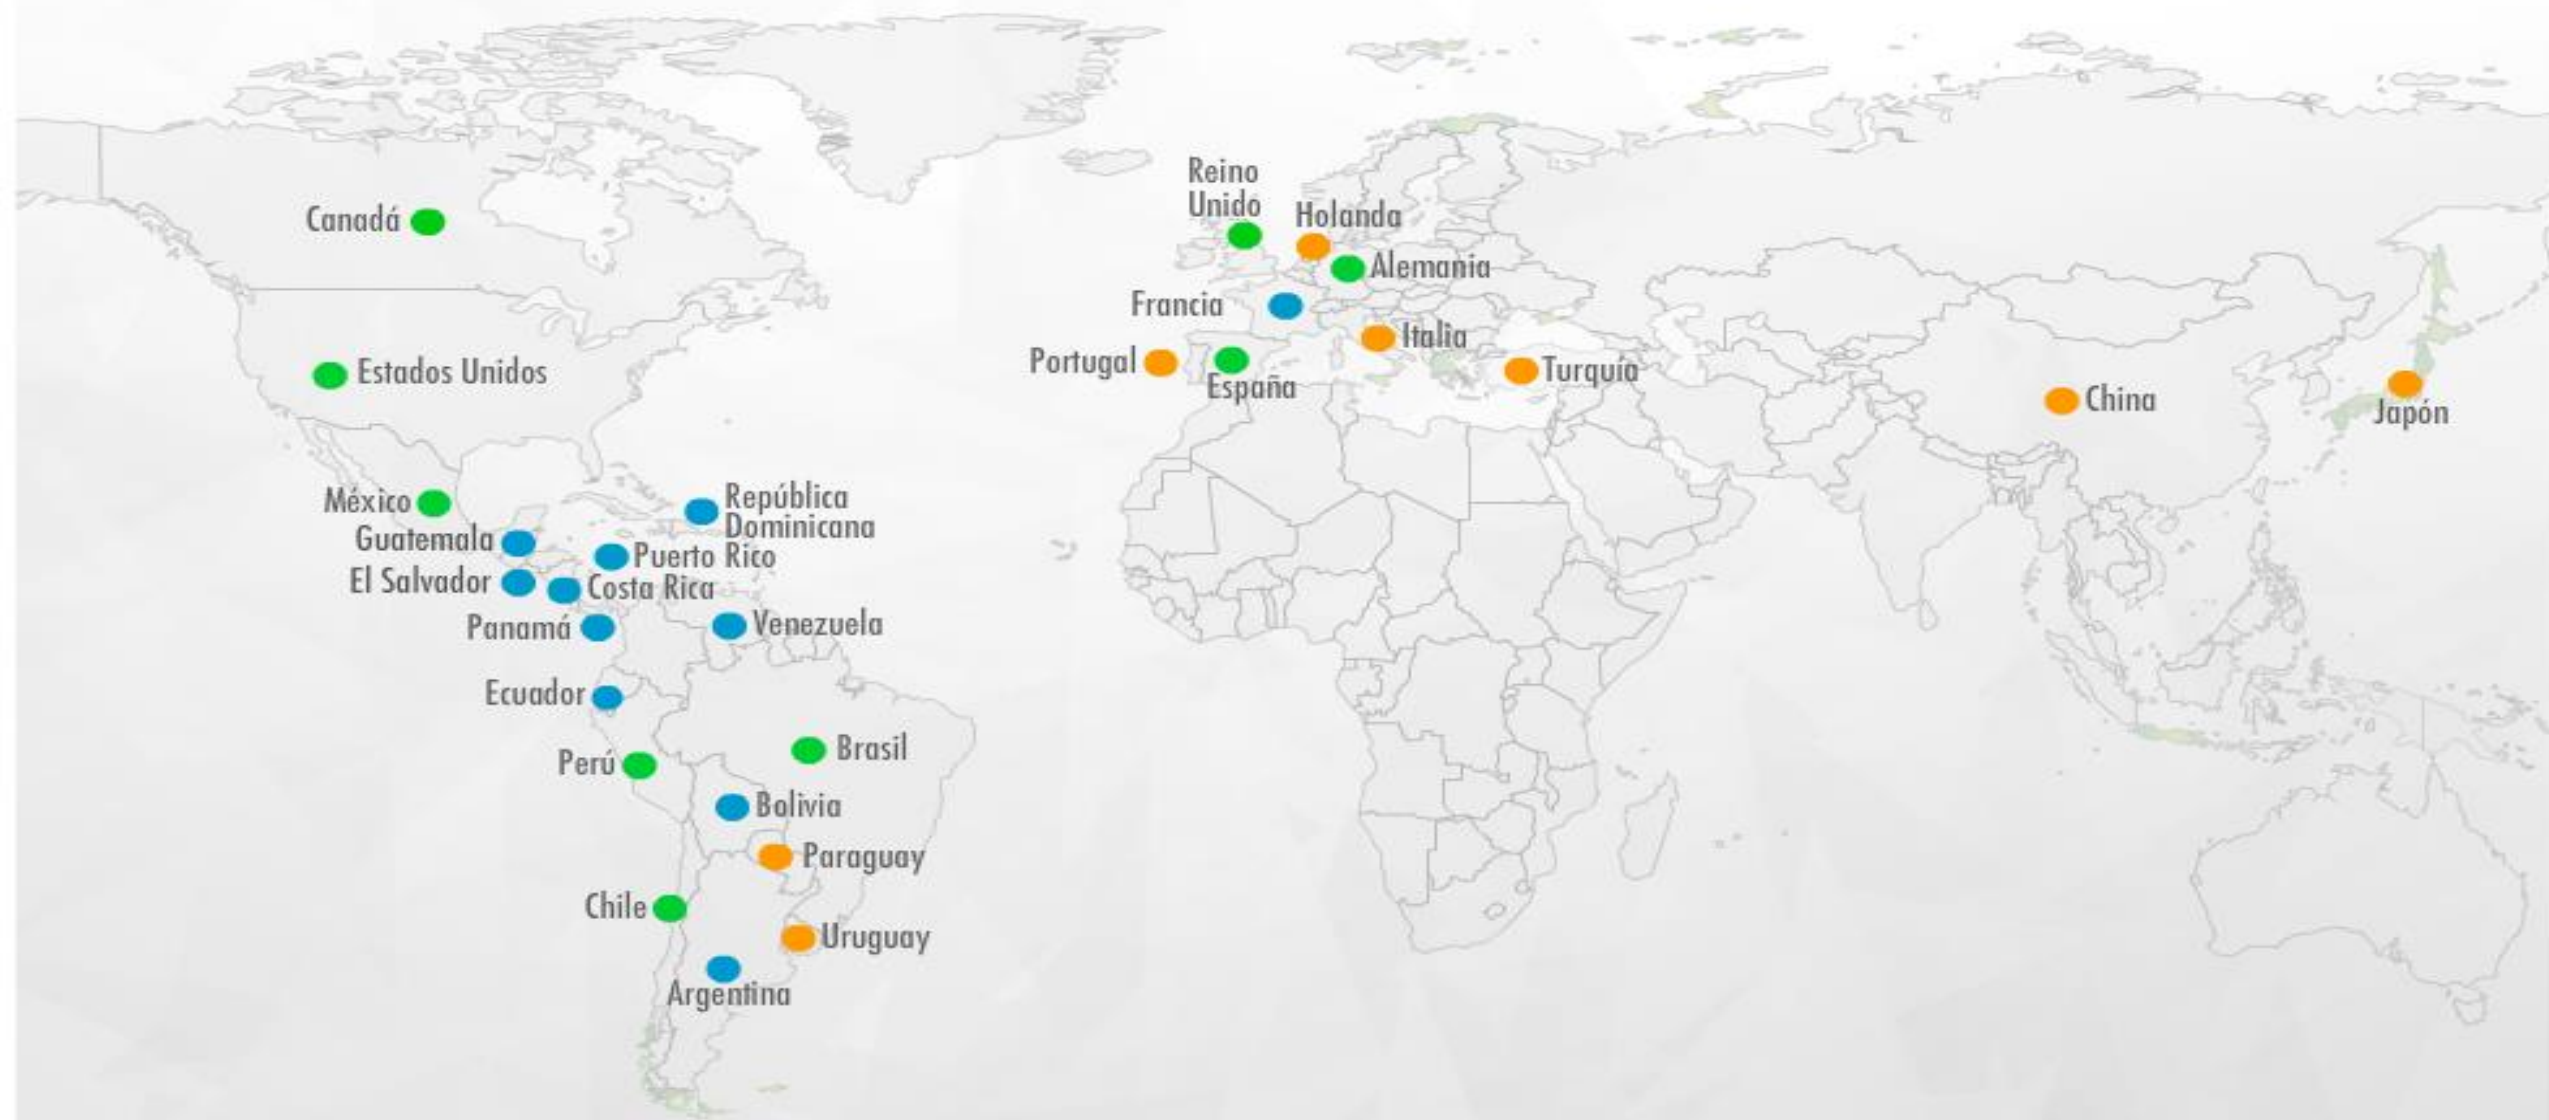 Reino
Unido
Holanda
Canadá
Alemania
Francia
Italia
Portugal
Turquía
Estados Unidos
España
China
Japón
México
República
Dominicana
Guatemala
Puerto Rico
El Salvador
Costa Rica
Panamá
Venezuela
Ecuador
Brasil
Perú
Bolivia
Paraguay
Chile
Uruguay
Argentina